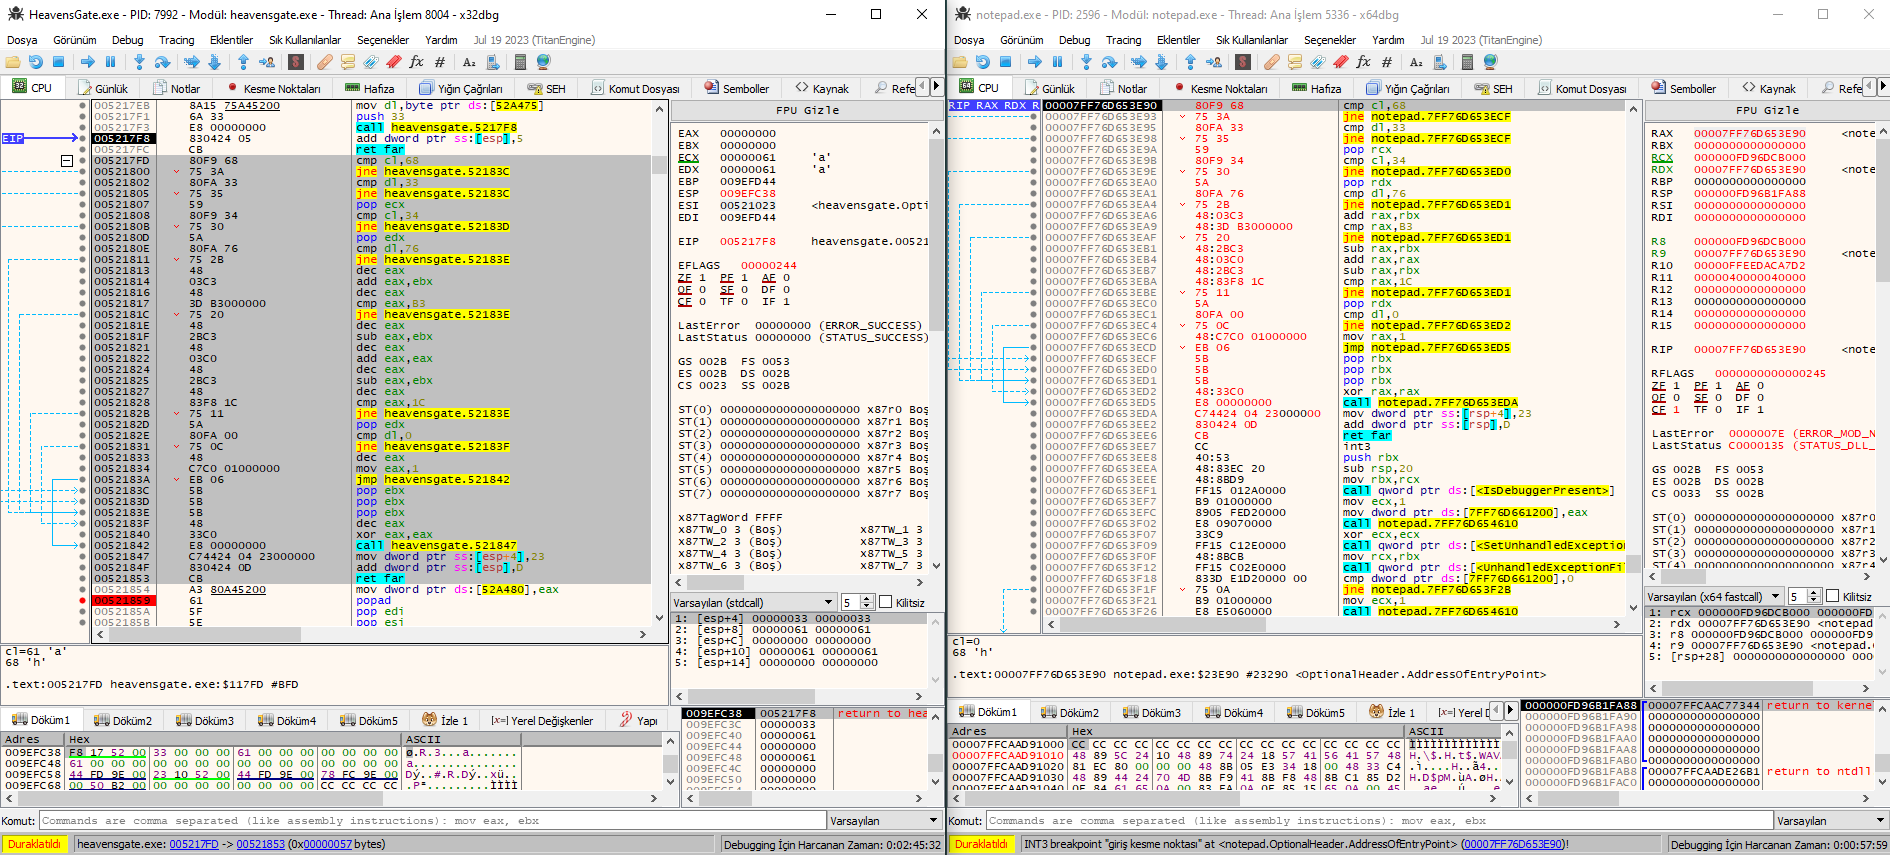 HeavensGate.exe - PID: 7992 - Modül: heavensgate.exe - Thread: Ana İşlem 8004 - x32dbg
Dosya Görünüm Debug Tracing Eklentiler Sık Kullanılanlar Seçenekler Yardım Jul 19 2023 (TitanEngine)
CPU Günlük Notlar Kesme Noktaları Hafıza Yığın Çağrıları SEH Komut Dosyası Semboller Kaynak Refe
EIP
005217EB 8A15 75A45200 mov dl,byte ptr ds:[52A475]
005217F1 6A 33 push 33
005217F3 E8 00000000 call heavensgate.5217F8
005217F8 830424 05 add dword ptr ss:[esp],5
005217FC CB ret far
005217FD 80F9 68 cmp cl,68
00521800 75 3A jne heavensgate.52183C
00521802 80FA 33 cmp dl,33
00521805 75 35 jne heavensgate.52183C
00521807 59 pop ecx
00521808 80F9 34 cmp cl,34
0052180B 75 30 jne heavensgate.52183D
0052180D 5A pop edx
0052180E 80FA 76 cmp dl,76
00521811 75 2B jne heavensgate.52183E
00521813 48 dec eax
00521814 03C3 add eax,ebx
00521816 48 dec eax
00521817 3D B3000000 cmp eax,B3
0052181C 75 20 jne heavensgate.52183E
0052181E 48 dec eax
0052181F 2BC3 sub eax,ebx
00521821 48 dec eax
00521822 03C0 add eax,eax
00521824 48 dec eax
00521825 2BC3 sub eax,ebx
00521827 48 dec eax
00521828 83F8 1C cmp eax,1C
0052182B 75 11 jne heavensgate.52183E
0052182D 5A pop edx
0052182E 80FA 00 cmp dl,0
00521831 75 0C jne heavensgate.52183F
00521833 48 dec eax
00521834 C7C0 01000000 mov eax,1
0052183A EB 06 jmp heavensgate.521842
0052183C 5B pop ebx
0052183D 5B pop ebx
0052183E 5B pop ebx
0052183F 48 dec eax
00521840 33C0 xor eax,eax
00521842 E8 00000000 call heavensgate.521847
00521847 C74424 04 23000000 mov dword ptr ss:[esp+4],23
0052184F 830424 0D add dword ptr ss:[esp],D
00521853 CB ret far
00521854 A3 80A45200 mov dword ptr ds:[52A480],eax
00521859 61 popad
0052185A 5F pop edi
0052185B 5E pop esi
cl=61 'a'
68 'h'
.text:005217FD heavensgate.exe:$117FD #BFD
FPU Gizle
EAX 00000000
EBX 00000000
ECX 00000061 'a'
EDX 00000061 'a'
EBP 009EFD44
ESP 009EFC38
ESI 00521023 <heavensgate.Opti
EDI 009EFD44
EIP 005217F8 heavensgate.00521
EFLAGS 00000244
ZF 1 PF 1 AF 0
OF 0 SF 0 DF 0
CF 0 TF 0 IF 1
LastError 00000000 (ERROR_SUCCESS)
LastStatus 00000000 (STATUS_SUCCESS)
GS 002B FS 0053
ES 002B DS 002B
CS 0023 SS 002B
ST(0) 00000000000000000000 x87r0 Boş
ST(1) 00000000000000000000 x87r1 Boş
ST(2) 00000000000000000000 x87r2 Boş
ST(3) 00000000000000000000 x87r3 Boş
ST(4) 00000000000000000000 x87r4 Boş
ST(5) 00000000000000000000 x87r5 Boş
ST(6) 00000000000000000000 x87r6 Boş
ST(7) 00000000000000000000 x87r7 Boş
x87TagWord FFFF
x87TW_0 3 (Boş) x87TW_1 3
x87TW_2 3 (Boş) x87TW_3 3
x87TW_4 3 (Boş) x87TW_5 3
x87TW_6 3 (Boş) x87TW_7 3
Varsayılan (stdcall) 5 Kilitsiz
1: [esp+4] 00000033 00000033
2: [esp+8] 00000061 00000061
3: [esp+C] 00000000 00000000
4: [esp+10] 00000061 00000061
5: [esp+14] 00000000 00000000
Döküm1 Döküm2 Döküm3 Döküm4 Döküm5 İzle 1 [x=] Yerel Değişkenler Yapı
Adres Hex ASCII
009EFC38 F8 17 52 00 33 00 00 00 61 00 00 00 00 00 00 00 ø.R.3...a.......
009EFC48 61 00 00 00 00 00 00 00 00 00 00 00 00 00 00 00 a...............
009EFC58 44 FD 9E 00 23 10 52 00 44 FD 9E 00 78 FC 9E 00 Dý..#.R.Dý..xü..
009EFC68 00 50 B2 00 00 00 00 00 00 00 00 00 CC CC CC CC .P².........ÌÌÌÌ
009EFC38 005217F8 return to hea
009EFC3C 00000033
009EFC40 00000061
009EFC44 00000000
009EFC48 00000061
009EFC4C 00000000
009EFC50 00000000
Komut: Commands are comma separated (like assembly instructions): mov eax, ebx Varsayılan
Duraklatıldı heavensgate.exe: 005217FD -> 00521853 (0x00000057 bytes) Debugging İçin Harcanan Zaman: 0:02:45:32
notepad.exe - PID: 2596 - Modül: notepad.exe - Thread: Ana İşlem 5336 - x64dbg
Dosya Görünüm Debug Tracing Eklentiler Sık Kullanılanlar Seçenekler Yardım Jul 19 2023 (TitanEngine)
CPU Günlük Notlar Kesme Noktaları Hafıza Yığın Çağrıları SEH Komut Dosyası Semboller Kaynak Refe
RIP RAX RDX R
00007FF76D653E90 80F9 68 cmp cl,68
00007FF76D653E93 75 3A jne notepad.7FF76D653ECF
00007FF76D653E95 80FA 33 cmp dl,33
00007FF76D653E98 75 35 jne notepad.7FF76D653ECF
00007FF76D653E9A 59 pop rcx
00007FF76D653E9B 80F9 34 cmp cl,34
00007FF76D653E9E 75 30 jne notepad.7FF76D653ED0
00007FF76D653EA0 5A pop rdx
00007FF76D653EA1 80FA 76 cmp dl,76
00007FF76D653EA4 75 2B jne notepad.7FF76D653ED1
00007FF76D653EA6 48:03C3 add rax,rbx
00007FF76D653EA9 48:3D B3000000 cmp rax,B3
00007FF76D653EAF 75 20 jne notepad.7FF76D653ED1
00007FF76D653EB1 48:2BC3 sub rax,rbx
00007FF76D653EB4 48:03C0 add rax,rax
00007FF76D653EB7 48:2BC3 sub rax,rbx
00007FF76D653EBA 48:83F8 1C cmp rax,1C
00007FF76D653EBE 75 11 jne notepad.7FF76D653ED1
00007FF76D653EC0 5A pop rdx
00007FF76D653EC1 80FA 00 cmp dl,0
00007FF76D653EC4 75 0C jne notepad.7FF76D653ED2
00007FF76D653EC6 48:C7C0 01000000 mov rax,1
00007FF76D653ECD EB 06 jmp notepad.7FF76D653ED5
00007FF76D653ECF 5B pop rbx
00007FF76D653ED0 5B pop rbx
00007FF76D653ED1 5B pop rbx
00007FF76D653ED2 48:33C0 xor rax,rax
00007FF76D653ED5 E8 00000000 call notepad.7FF76D653EDA
00007FF76D653EDA C74424 04 23000000 mov dword ptr ss:[rsp+4],23
00007FF76D653EE2 830424 0D add dword ptr ss:[rsp],D
00007FF76D653EE6 CB ret far
00007FF76D653EE7 CC int3
00007FF76D653EE8 40:53 push rbx
00007FF76D653EEA 48:83EC 20 sub rsp,20
00007FF76D653EEE 48:8BD9 mov rbx,rcx
00007FF76D653EF1 FF15 012A0000 call qword ptr ds:[<IsDebuggerPresent>]
00007FF76D653EF7 B9 01000000 mov ecx,1
00007FF76D653EFC 8905 FED20000 mov dword ptr ds:[7FF76D661200],eax
00007FF76D653F02 E8 09070000 call notepad.7FF76D654610
00007FF76D653F07 33C9 xor ecx,ecx
00007FF76D653F09 FF15 C12E0000 call qword ptr ds:[<SetUnhandledException
00007FF76D653F0F 48:8BCB mov rcx,rbx
00007FF76D653F12 FF15 C02E0000 call qword ptr ds:[<UnhandledExceptionFil
00007FF76D653F18 833D E1D20000 00 cmp dword ptr ds:[7FF76D661200],0
00007FF76D653F1F 75 0A jne notepad.7FF76D653F2B
00007FF76D653F21 B9 01000000 mov ecx,1
00007FF76D653F26 E8 E5060000 call notepad.7FF76D654610
cl=0
68 'h'
.text:00007FF76D653E90 notepad.exe:$23E90 #23290 <OptionalHeader.AddressOfEntryPoint>
FPU Gizle
RAX 00007FF76D653E90 <note
RBX 0000000000000000
RCX 000000FD96DCB000
RDX 00007FF76D653E90 <note
RBP 0000000000000000
RSP 000000FD96B1FA88
RSI 0000000000000000
RDI 0000000000000000
R8 000000FD96DCB000
R9 00007FF76D653E90 <note
R10 00000FFEEDACA7D2
R11 0000040000040000
R12 0000000000000000
R13 0000000000000000
R14 0000000000000000
R15 0000000000000000
RIP 00007FF76D653E90 <note
RFLAGS 0000000000000245
ZF 1 PF 1 AF 0
OF 0 SF 0 DF 0
CF 1 TF 0 IF 1
LastError 0000007E (ERROR_MOD_N
LastStatus C0000135 (STATUS_DLL_
GS 002B FS 0053
ES 002B DS 002B
CS 0033 SS 002B
ST(0) 00000000000000000000 x87r0
ST(1) 00000000000000000000 x87r1
ST(2) 00000000000000000000 x87r2
ST(3) 00000000000000000000 x87r3
ST(4) 00000000000000000000 x87r4
Varsayılan (x64 fastcall) 5 Kilitsiz
1: rcx 000000FD96DCB000 000000FD
2: rdx 00007FF76D653E90 <notepad
3: r8 000000FD96DCB000 000000FD9
4: r9 00007FF76D653E90 <notepad.
5: [rsp+28] 0000000000000000 000
Döküm1 Döküm2 Döküm3 Döküm4 Döküm5 İzle 1 [x=] Yerel D
Adres Hex ASCII
00007FFCAAD91000 CC CC CC CC CC CC CC CC CC CC CC CC CC CC CC CC ÌÌÌÌÌÌÌÌÌÌÌÌÌ
00007FFCAAD91010 48 89 5C 24 10 48 89 74 24 18 57 41 56 41 57 48 H.\$.H.t$.WAV
00007FFCAAD91020 81 EC 80 00 00 00 48 8B 05 E3 34 18 00 48 33 C4 .ì....H..ã4..
00007FFCAAD91030 48 89 44 24 70 4D 8B F9 41 8B F8 48 8B C1 85 D2 H.D$pM.ùA.øH.
00007FFCAAD91040
000000FD96B1FA88 00007FFCAAC77344 return to kerne
000000FD96B1FA90 0000000000000000
000000FD96B1FA98 0000000000000000
000000FD96B1FAA0 0000000000000000
000000FD96B1FAA8 0000000000000000
000000FD96B1FAB0 0000000000000000
000000FD96B1FAB8 00007FFCAADE26B1 return to ntdll
000000FD96B1FAC0 0000000000000000
Komut: Commands are comma separated (like assembly instructions): mov eax, ebx Varsayılan
Duraklatıldı INT3 breakpoint "giriş kesme noktası" at <notepad.OptionalHeader.AddressOfEntryPoint> (00007FF76D653E90)! Debugging İçin Harcanan Zaman: 0:00:57:59